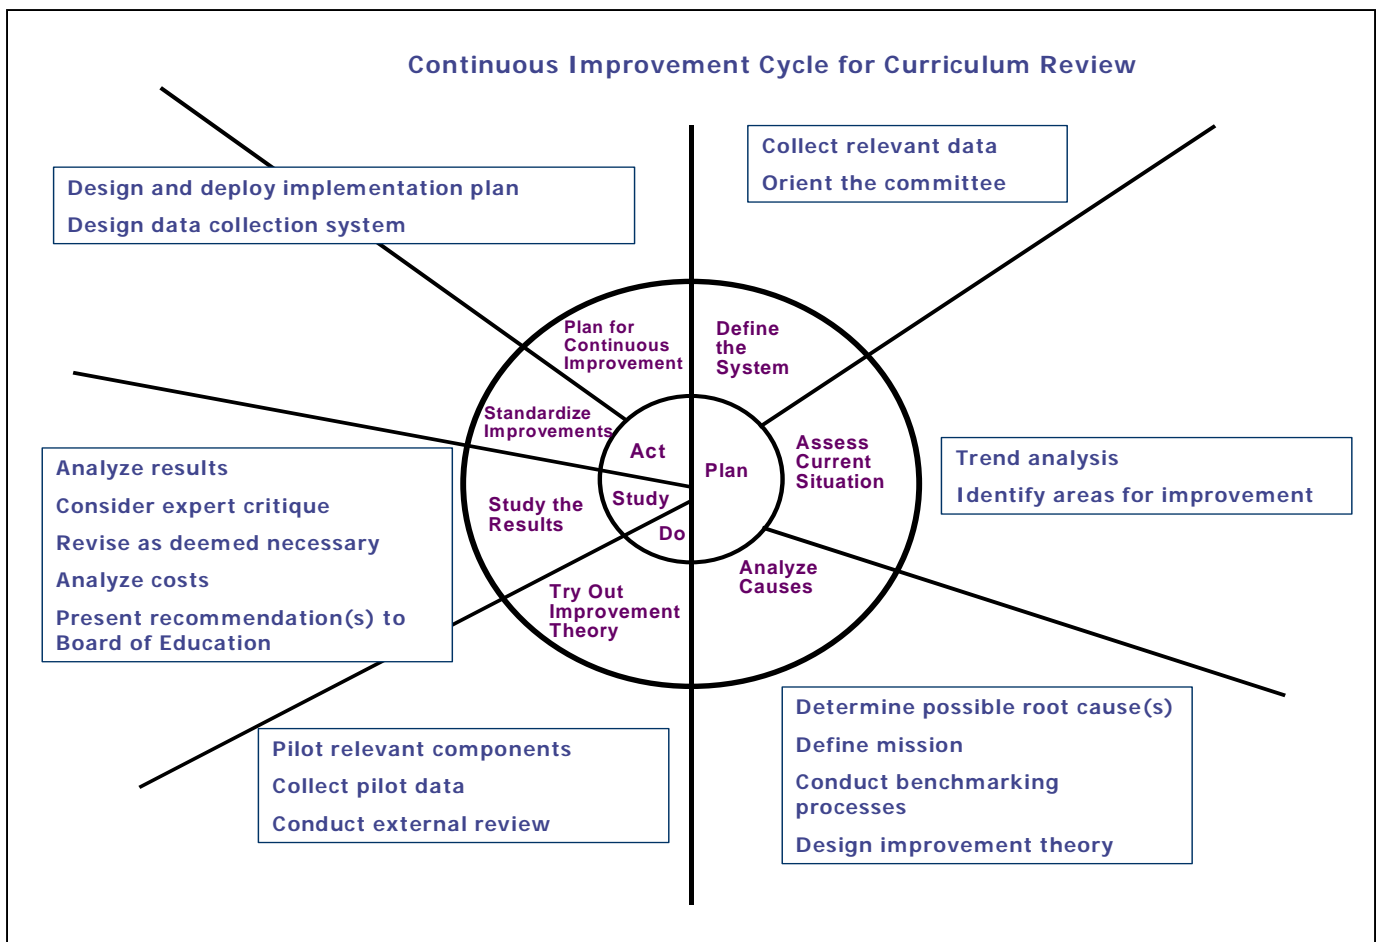 Continuous Improvement Cycle for Curriculum Review
Collect relevant data
Orient the committee
Design and deploy implementation plan
Design data collection system
Plan for
Continuous
Improvement
Define
the
System
Standardize
Improvements
Act
Plan
Assess
Current
Situation
Trend analysis
Identify areas for improvement
Analyze results
Consider expert critique
Revise as deemed necessary
Analyze costs
Present recommendation(s) to
Board of Education
Study the
Results
Study
Do
Try Out
Improvement
Theory
Analyze
Causes
Determine possible root cause(s)
Define mission
Conduct benchmarking
processes
Design improvement theory
Pilot relevant components
Collect pilot data
Conduct external review